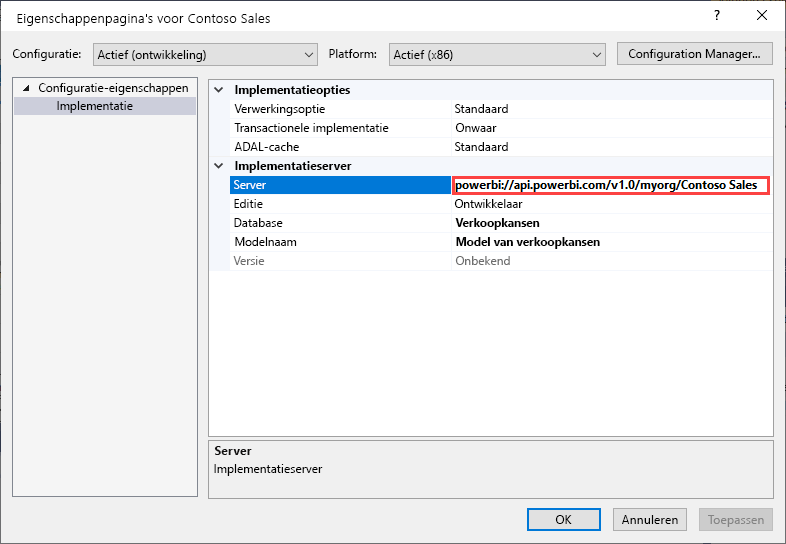 Eigenschappenpagina's voor Contoso Sales
?
Configuratie: Actief (ontwikkeling) Platform: Actief (x86) Configuration Manager...
Configuratie-eigenschappen
Implementatie
Implementatieopties
Verwerkingsoptie Standaard
Transactionele implementatie Onwaar
ADAL-cache Standaard
Implementatieserver
Server powerbi://api.powerbi.com/v1.0/myorg/Contoso Sales
Editie Ontwikkelaar
Database Verkoopkansen
Modelnaam Model van verkoopkansen
Versie Onbekend
Server
Implementatieserver
OK Annuleren Toepassen